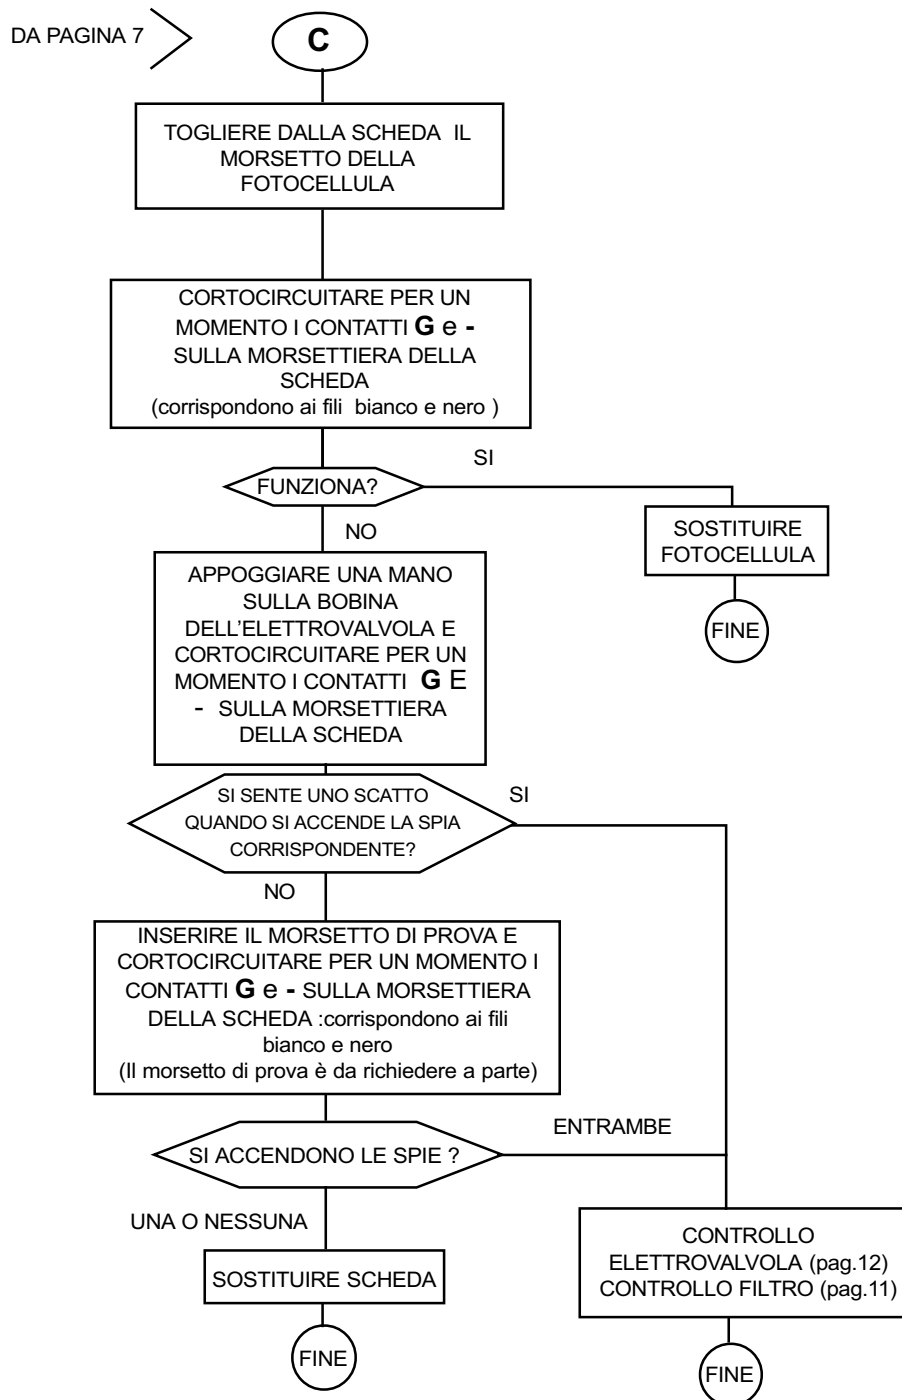 DA PAGINA 7
C
TOGLIERE DALLA SCHEDA IL
MORSETTO DELLA
FOTOCELLULA
CORTOCIRCUITARE PER UN
MOMENTO I CONTATTI G e -
SULLA MORSETTIERA DELLA
SCHEDA
(corrispondono ai fili bianco e nero )
FUNZIONA?
SI
NO
SOSTITUIRE
FOTOCELLULA
FINE
APPOGGIARE UNA MANO
SULLA BOBINA
DELL'ELETTROVALVOLA E
CORTOCIRCUITARE PER UN
MOMENTO I CONTATTI G E
- SULLA MORSETTIERA
DELLA SCHEDA
SI SENTE UNO SCATTO
QUANDO SI ACCENDE LA SPIA
CORRISPONDENTE?
SI
NO
INSERIRE IL MORSETTO DI PROVA E
CORTOCIRCUITARE PER UN MOMENTO I
CONTATTI G e - SULLA MORSETTIERA
DELLA SCHEDA :corrispondono ai fili
bianco e nero
(Il morsetto di prova è da richiedere a parte)
SI ACCENDONO LE SPIE ?
ENTRAMBE
UNA O NESSUNA
SOSTITUIRE SCHEDA
FINE
CONTROLLO
ELETTROVALVOLA (pag.12)
CONTROLLO FILTRO (pag.11)
FINE